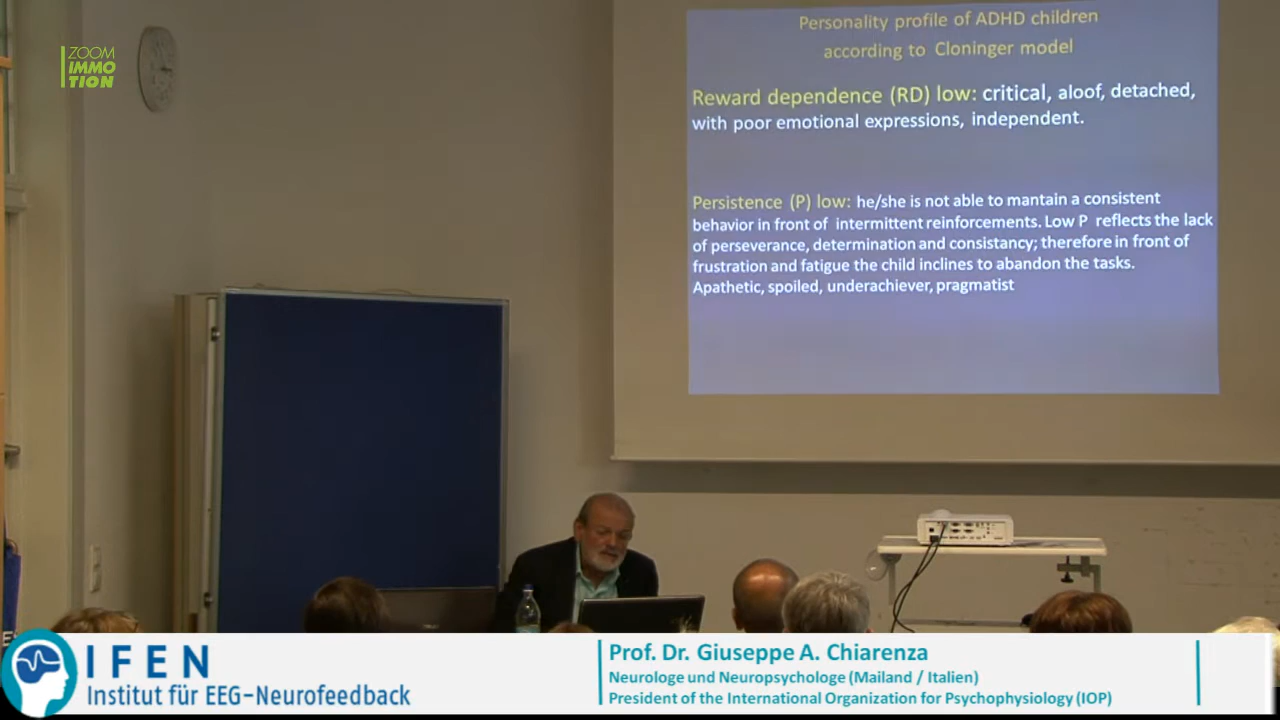 ZOOM
IMMO
TION
Personality profile of ADHD children
according to Cloninger model
Reward dependence (RD) low: critical, aloof, detached,
with poor emotional expressions, independent.
Persistence (P) low: he/she is not able to mantain a consistent
behavior in front of intermittent reinforcements. Low P reflects the lack
of perseverance, determination and consistancy; therefore in front of
frustration and fatigue the child inclines to abandon the tasks.
Apathetic, spoiled, underachiever, pragmatist
IFEN
Institut für EEG-Neurofeedback
Prof. Dr. Giuseppe A. Chiarenza
Neurologe und Neuropsychologe (Mailand / Italien)
President of the International Organization for Psychophysiology (IOP)